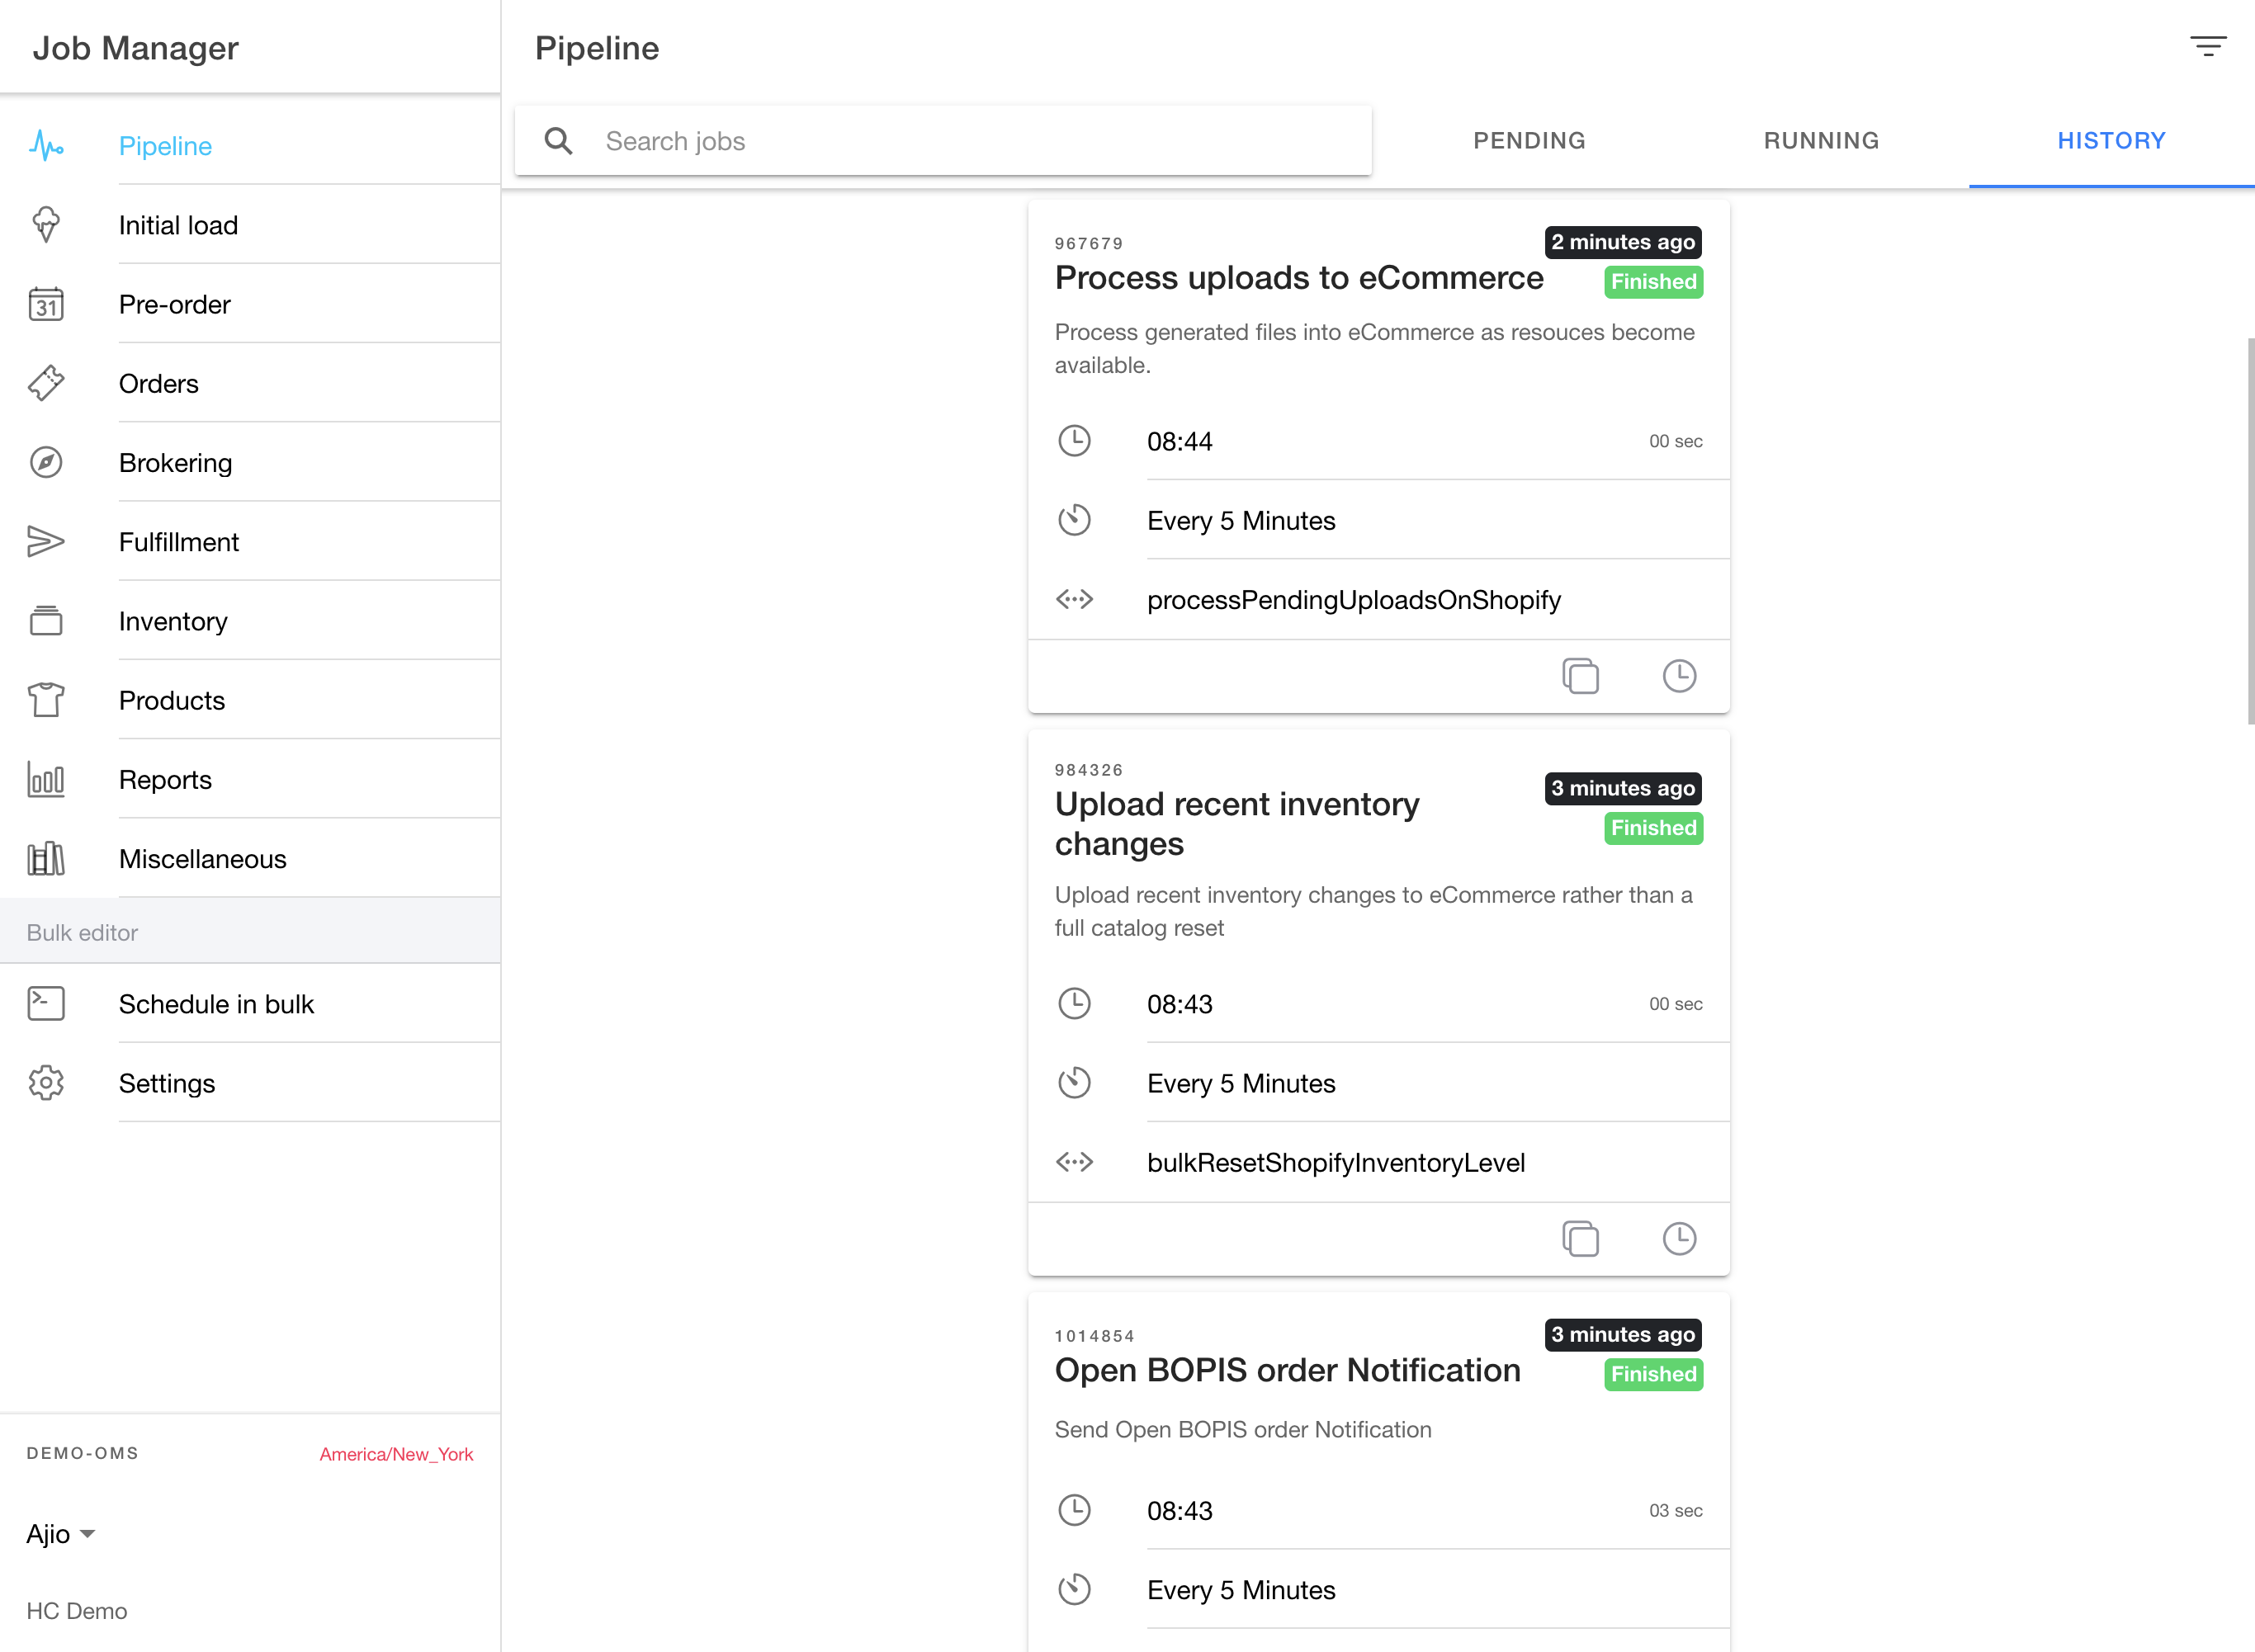 Job Manager
Pipeline
Initial load
31
Pre-order
Orders
Brokering
Fulfillment
Inventory
Products
Reports
Miscellaneous
Bulk editor
Schedule in bulk
Settings
DEMO-OMS
America/New_York
Ajio
HC Demo
Pipeline
Search jobs
PENDING
RUNNING
HISTORY
967679
2 minutes ago
Process uploads to eCommerce
Finished
Process generated files into eCommerce as resouces become
available.
08:44
00 sec
Every 5 Minutes
processPendingUploadsOnShopify
984326
3 minutes ago
Upload recent inventory
changes
Finished
Upload recent inventory changes to eCommerce rather than a
full catalog reset
08:43
00 sec
Every 5 Minutes
bulkResetShopifyInventoryLevel
1014854
3 minutes ago
Open BOPIS order Notification
Finished
Send Open BOPIS order Notification
08:43
03 sec
Every 5 Minutes